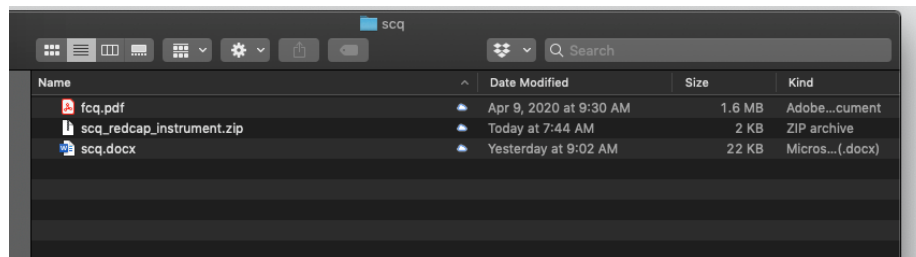 scq
Search
Name Date Modified Size Kind
fcq.pdf Apr 9, 2020 at 9:30 AM 1.6 MB Adobe...cument
scq_redcap_instrument.zip Today at 7:44 AM 2 KB ZIP archive
scq.docx Yesterday at 9:02 AM 22 KB Micros...(.docx)